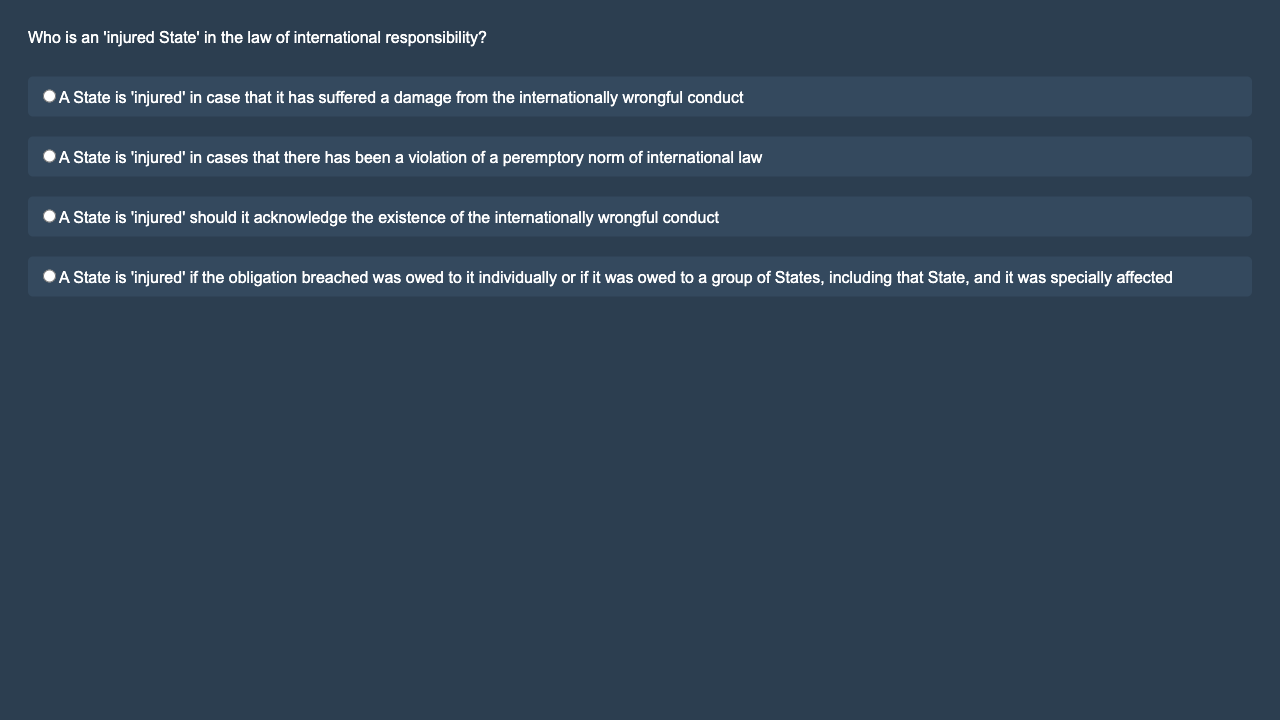 Who is an 'injured State' in the law of international responsibility?
A State is 'injured' in case that it has suffered a damage from the internationally wrongful conduct
A State is 'injured' in cases that there has been a violation of a peremptory norm of international law
A State is 'injured' should it acknowledge the existence of the internationally wrongful conduct
A State is 'injured' if the obligation breached was owed to it individually or if it was owed to a group of States, including that State, and it was specially affected